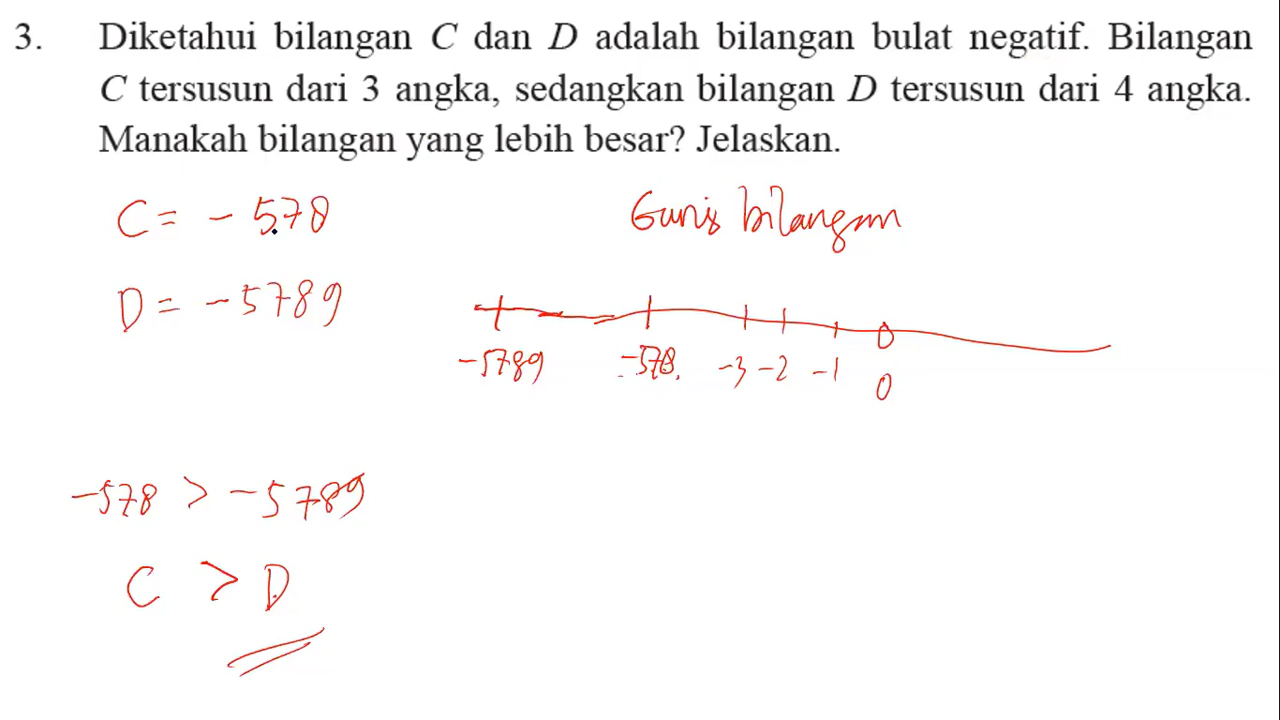 3. Diketahui bilangan C dan D adalah bilangan bulat negatif. Bilangan
C tersusun dari 3 angka, sedangkan bilangan D tersusun dari 4 angka.
Manakah bilangan yang lebih besar? Jelaskan.
C = - 578
Garis bilangan
D = - 5789
-5789 -578 -3 -2 -1 0
-578 > -5789
C > D